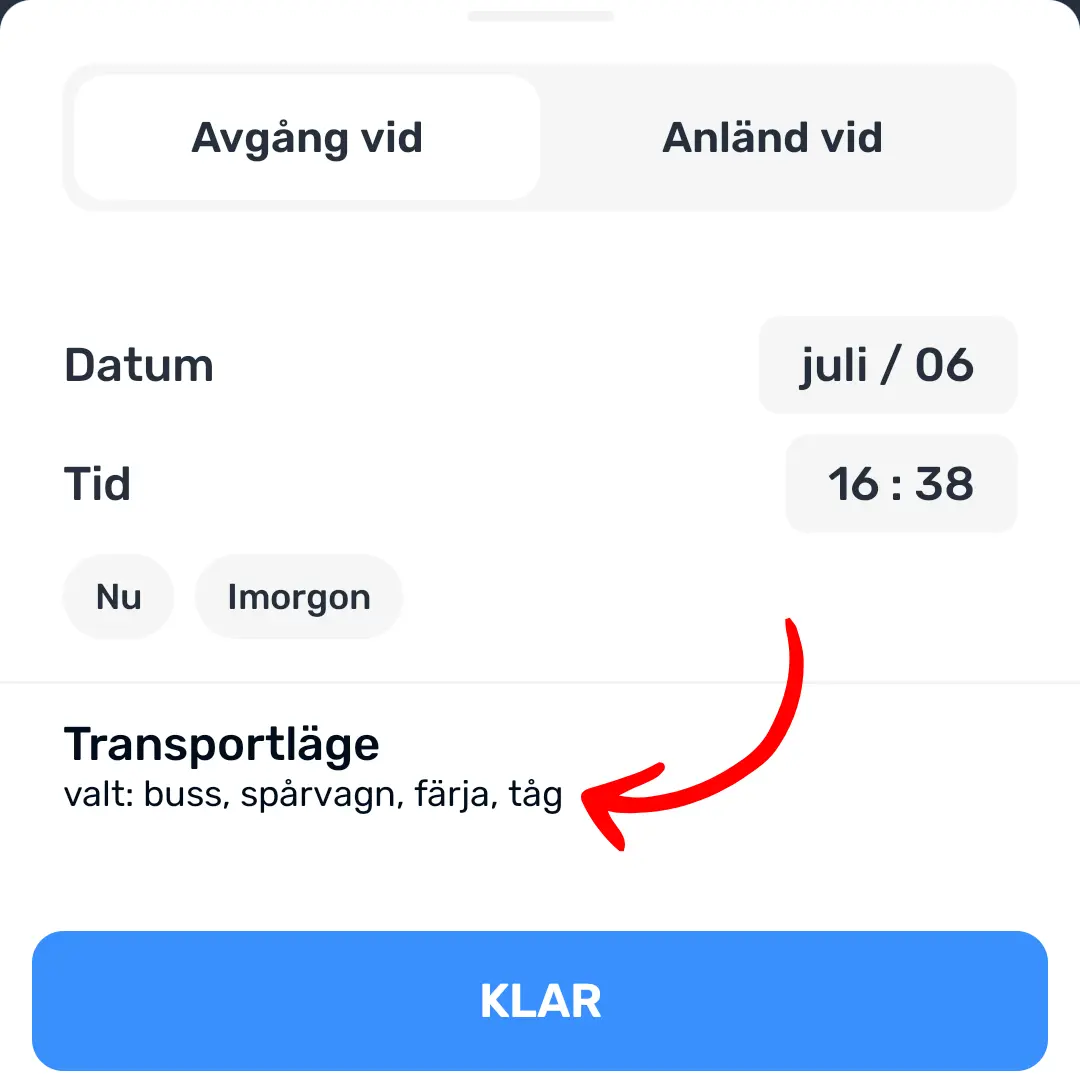 Avgång vid Anländ vid
Datum juli / 06
Tid 16 : 38
Nu Imorgon
Transportläge
valt: buss, spårvagn, färja, tåg
KLAR